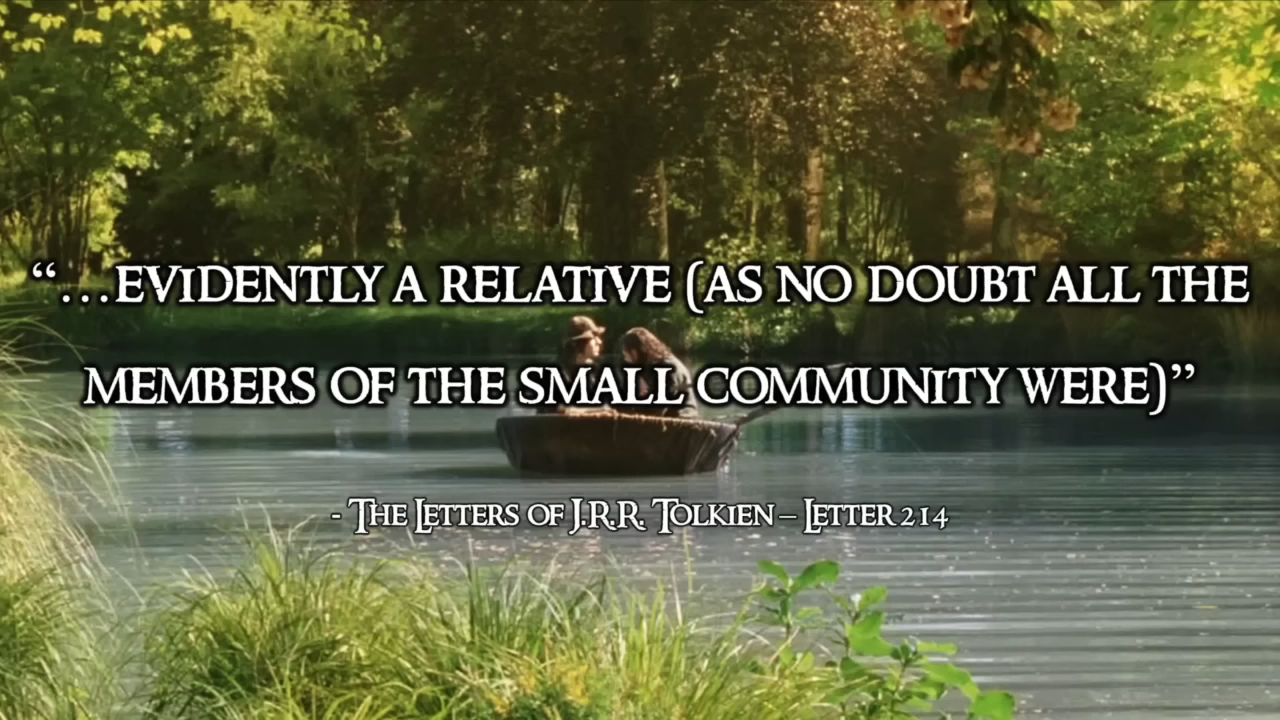 “…EVIDENTLY A RELATIVE (AS NO DOUBT ALL THE
MEMBERS OF THE SMALL COMMUNITY WERE)”
- THE LETTERS OF J.R.R. TOLKIEN – LETTER 214